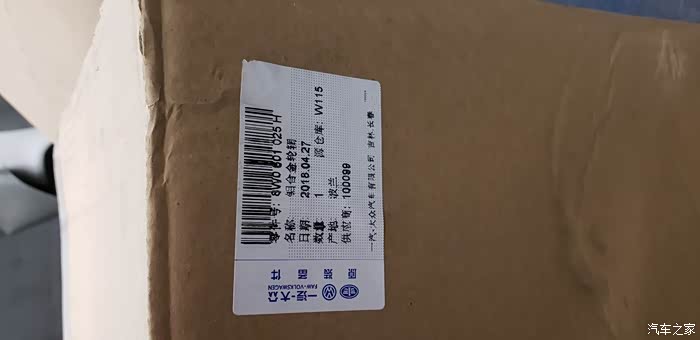 零件号: 8W0 601 025 H
名称: 铝合金轮辋
日期: 2018.04.27 库仓库: W115
数量: 1
产地: 波兰
供应商: 100099
一汽-大众汽车有限公司 吉林.长春
一汽-大众
FAW-VOLKSWAGEN
汽车之家